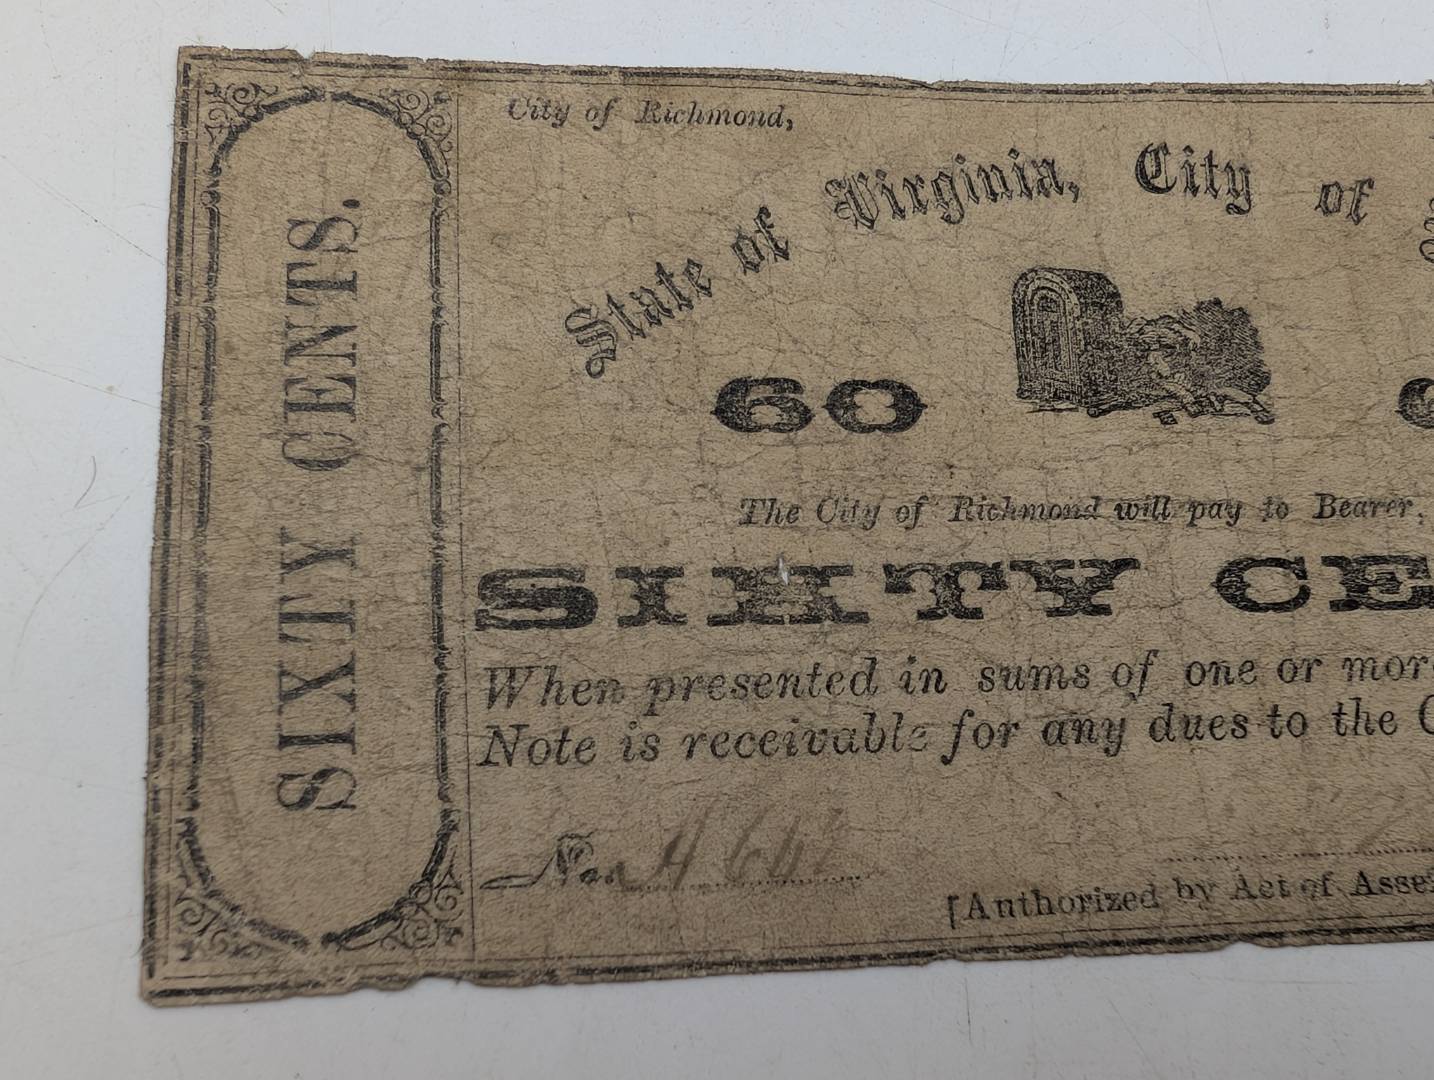 City of Richmond,
State of Virginia, City of
60
The City of Richmond will pay to Bearer,
SIXTY CE
When presented in sums of one or more
Note is receivable for any dues to the C
No. A 64
[Authorized by Act of Asse
SIXTY CENTS.